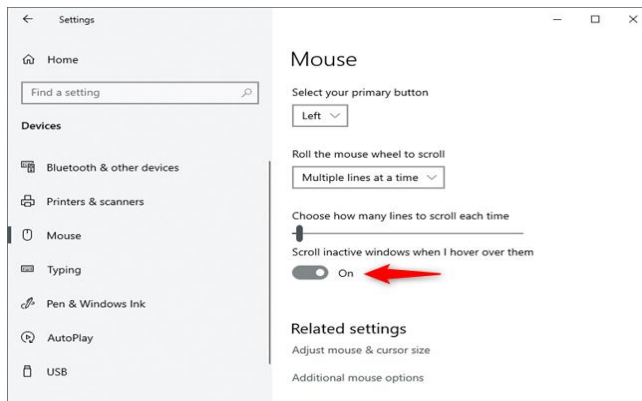 Settings
Home
Find a setting
Devices
Bluetooth & other devices
Printers & scanners
Mouse
Typing
Pen & Windows Ink
AutoPlay
USB
Mouse
Select your primary button
Left
Roll the mouse wheel to scroll
Multiple lines at a time
Choose how many lines to scroll each time
Scroll inactive windows when I hover over them
On
Related settings
Adjust mouse & cursor size
Additional mouse options